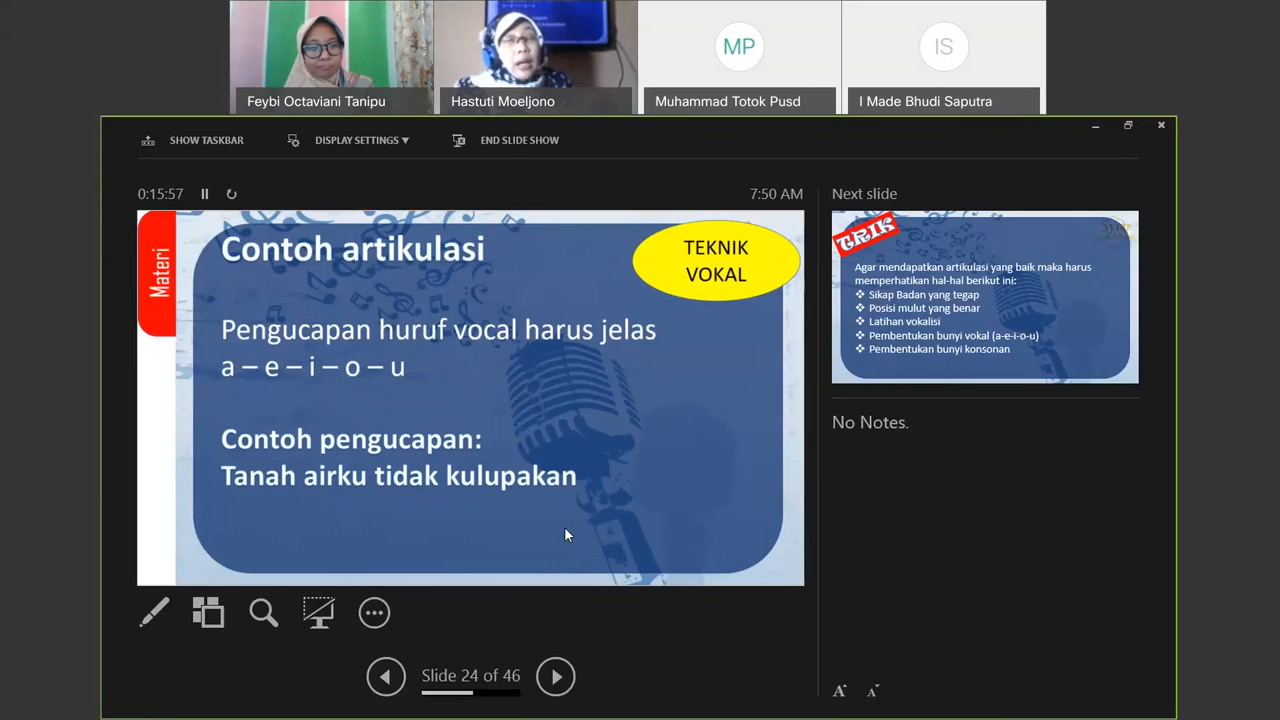 MP
IS
Feybi Octaviani Tanipu
Hastuti Moeljono
Muhammad Totok Pusd
I Made Bhudi Saputra
SHOW TASKBAR
DISPLAY SETTINGS ▼
END SLIDE SHOW
0:15:57
7:50 AM
Materi
Contoh artikulasi
TEKNIK
VOKAL
Pengucapan huruf vocal harus jelas
a – e – i – o – u
Contoh pengucapan:
Tanah airku tidak kulupakan
Next slide
TRIK
Agar mendapatkan artikulasi yang baik maka harus
memperhatikan hal-hal berikut ini:
❖ Sikap Badan yang tegap
❖ Posisi mulut yang benar
❖ Latihan vokalisi
❖ Pembentukan bunyi vokal (a-e-i-o-u)
❖ Pembentukan bunyi konsonan
No Notes.
Slide 24 of 46
A A